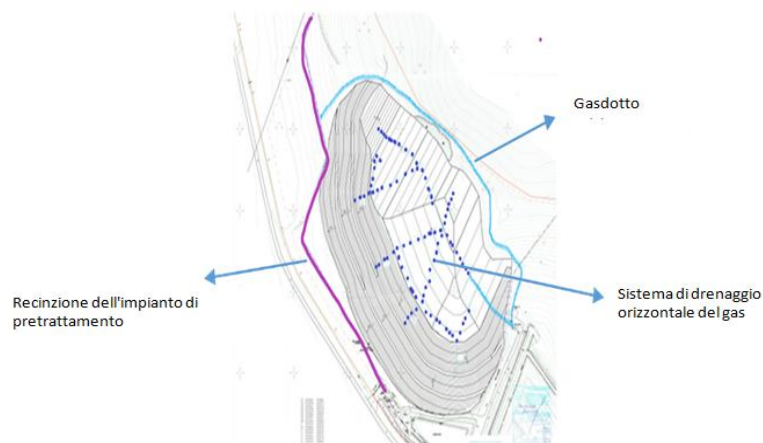 Gasdotto
Recinzione dell'impianto di
pretrattamento
Sistema di drenaggio
orizzontale del gas